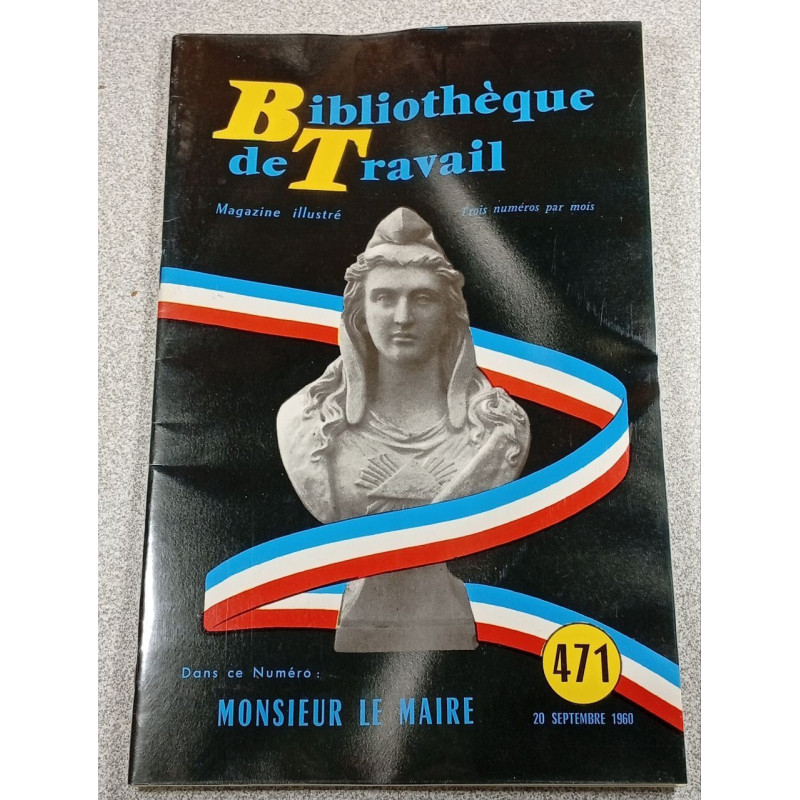 Bibliothèque
de Travail
Magazine illustré
Trois numéros par mois
Dans ce Numéro :
471
MONSIEUR LE MAIRE
20 SEPTEMBRE 1960